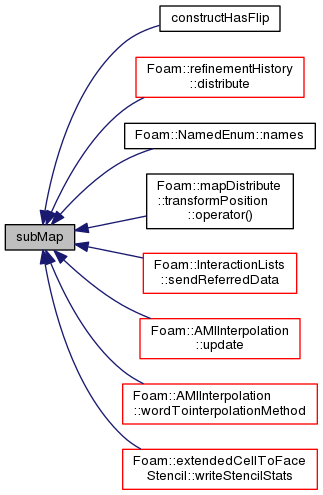 constructHasFlip
Foam::refinementHistory
::distribute
Foam::NamedEnum::names
Foam::mapDistribute
::transformPosition
::operator()
subMap
Foam::InteractionLists
::sendReferredData
Foam::AMIInterpolation
::update
Foam::AMIInterpolation
::wordTointerpolationMethod
Foam::extendedCellToFace
Stencil::writeStencilStats